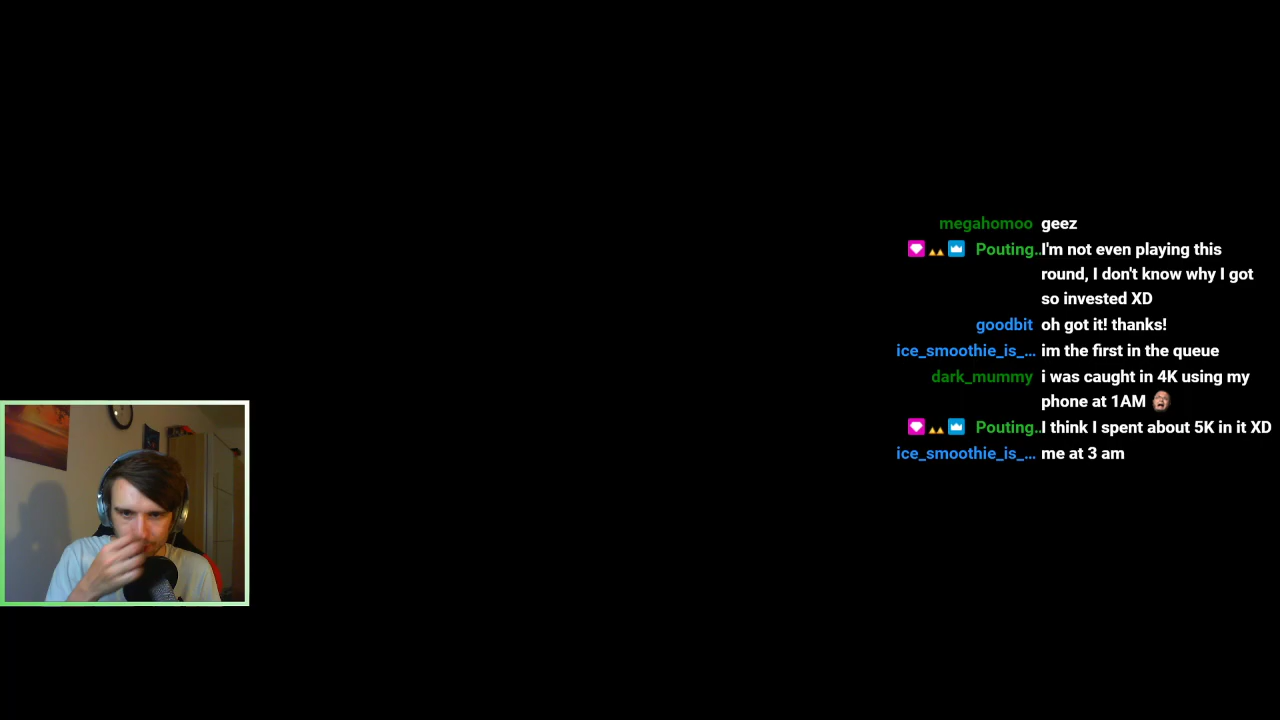 megahomoo geez
Pouting.. I'm not even playing this
round, I don't know why I got
so invested XD
goodbit oh got it! thanks!
ice_smoothie_is_... im the first in the queue
dark_mummy i was caught in 4K using my
phone at 1AM
Pouting.. I think I spent about 5K in it XD
ice_smoothie_is_... me at 3 am